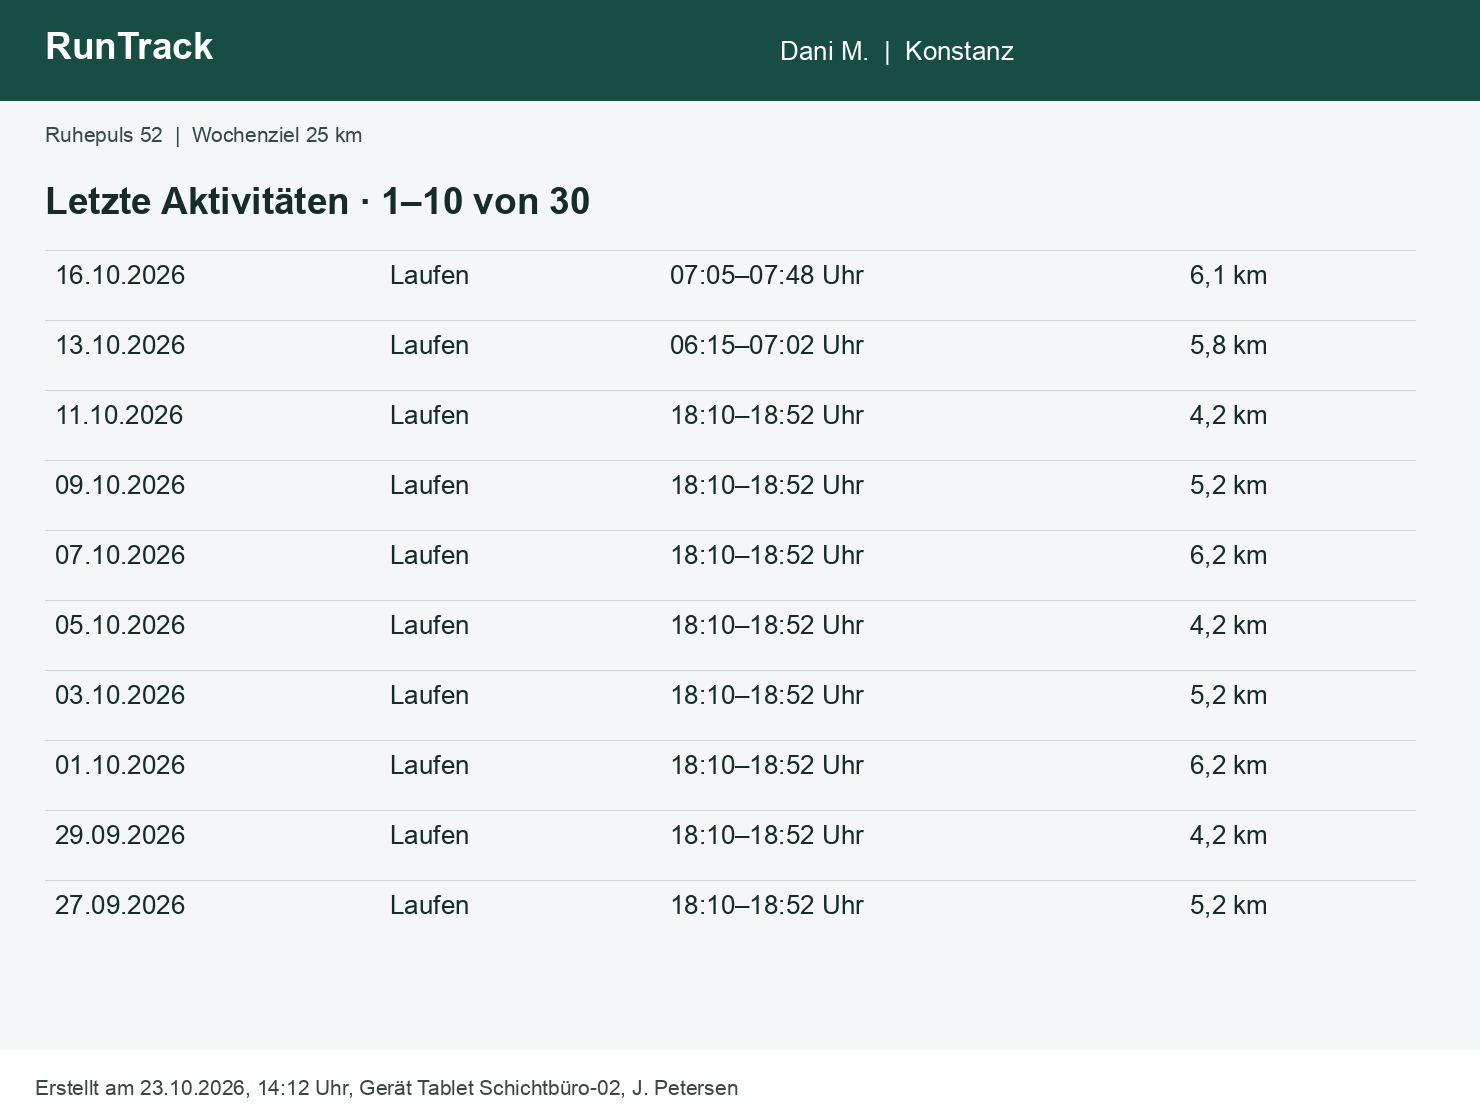 RunTrack
Dani M. | Konstanz
Ruhepuls 52 | Wochenziel 25 km
Letzte Aktivitäten · 1–10 von 30
16.10.2026 Laufen 07:05–07:48 Uhr 6,1 km
13.10.2026 Laufen 06:15–07:02 Uhr 5,8 km
11.10.2026 Laufen 18:10–18:52 Uhr 4,2 km
09.10.2026 Laufen 18:10–18:52 Uhr 5,2 km
07.10.2026 Laufen 18:10–18:52 Uhr 6,2 km
05.10.2026 Laufen 18:10–18:52 Uhr 4,2 km
03.10.2026 Laufen 18:10–18:52 Uhr 5,2 km
01.10.2026 Laufen 18:10–18:52 Uhr 6,2 km
29.09.2026 Laufen 18:10–18:52 Uhr 4,2 km
27.09.2026 Laufen 18:10–18:52 Uhr 5,2 km
Erstellt am 23.10.2026, 14:12 Uhr, Gerät Tablet Schichtbüro-02, J. Petersen